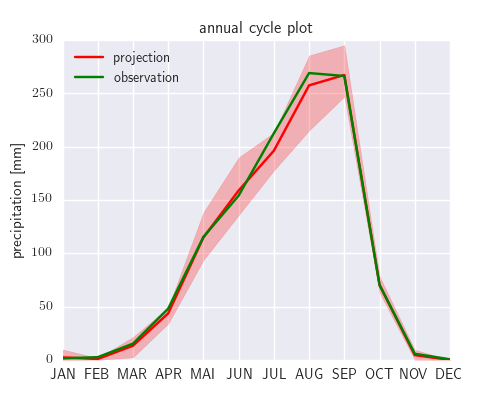 annual cycle plot
projection
observation
precipitation [mm]
300
250
200
150
100
50
0
JAN FEB MAR APR MAI JUN JUL AUG SEP OCT NOV DEC